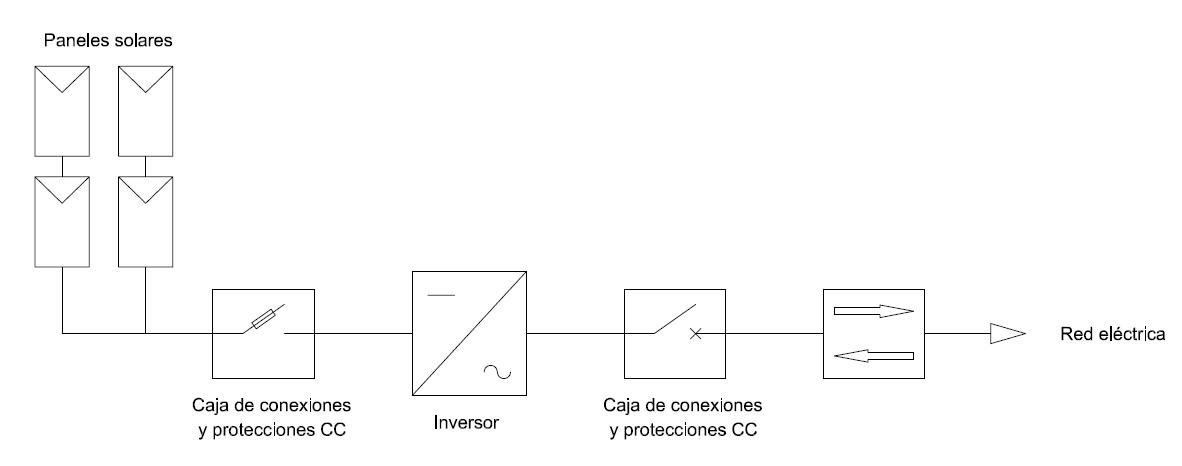 Paneles solares
Red eléctrica
Caja de conexiones
y protecciones CC
Inversor
Caja de conexiones
y protecciones CC